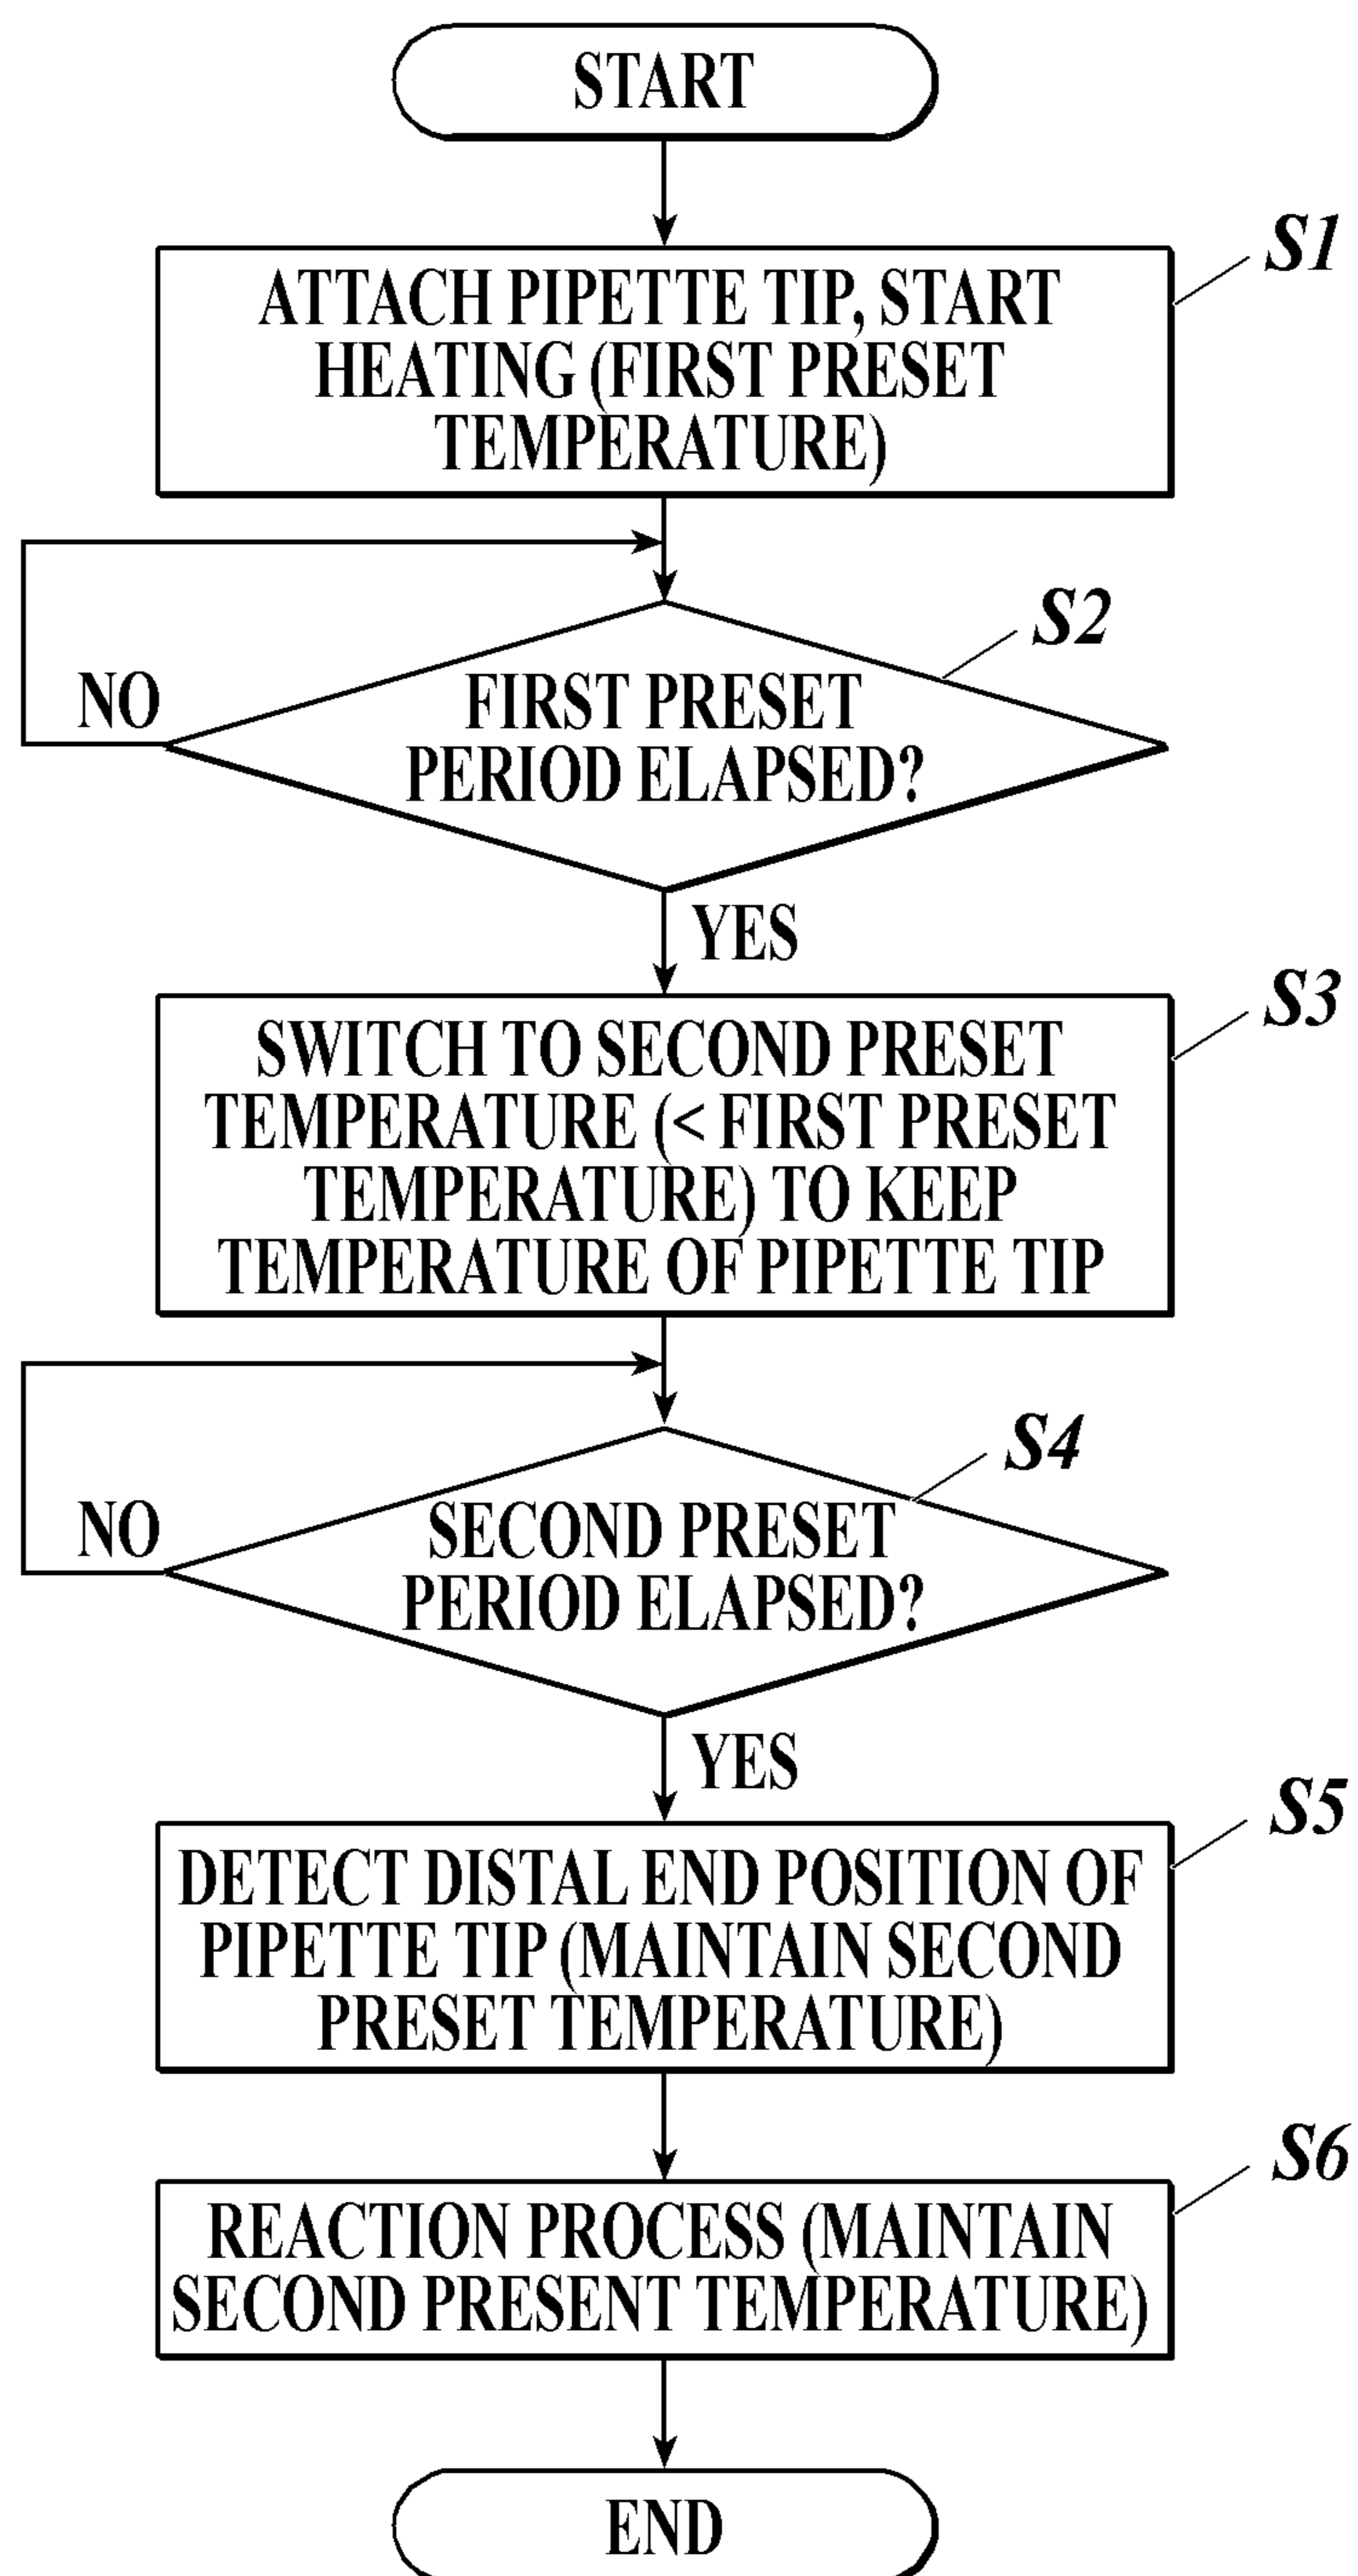 START
S1
ATTACH PIPETTE TIP, START
HEATING (FIRST PRESET
TEMPERATURE)
S2
NO
FIRST PRESET
PERIOD ELAPSED?
YES
S3
SWITCH TO SECOND PRESET
TEMPERATURE (< FIRST PRESET
TEMPERATURE) TO KEEP
TEMPERATURE OF PIPETTE TIP
S4
NO
SECOND PRESET
PERIOD ELAPSED?
YES
S5
DETECT DISTAL END POSITION OF
PIPETTE TIP (MAINTAIN SECOND
PRESET TEMPERATURE)
S6
REACTION PROCESS (MAINTAIN
SECOND PRESENT TEMPERATURE)
END